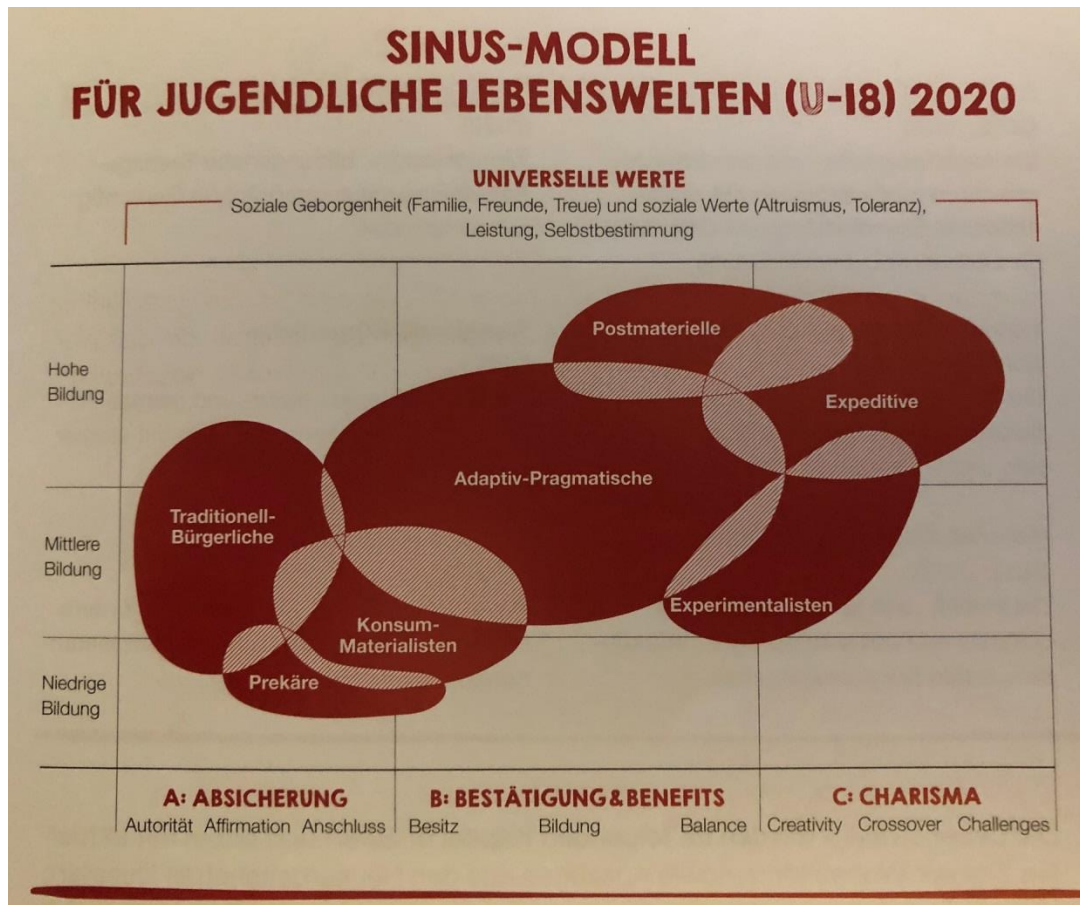 SINUS-MODELL
FÜR JUGENDLICHE LEBENSWELTEN (U-18) 2020
UNIVERSELLE WERTE
Soziale Geborgenheit (Familie, Freunde, Treue) und soziale Werte (Altruismus, Toleranz),
Leistung, Selbstbestimmung
Hohe
Bildung
Postmaterielle
Expeditive
Adaptiv-Pragmatische
Mittlere
Bildung
Traditionell-
Bürgerliche
Experimentalisten
Konsum-
Materialisten
Niedrige
Bildung
Prekäre
A: ABSICHERUNG
Autorität Affirmation Anschluss
B: BESTÄTIGUNG & BENEFITS
Besitz Bildung Balance
C: CHARISMA
Creativity Crossover Challenges